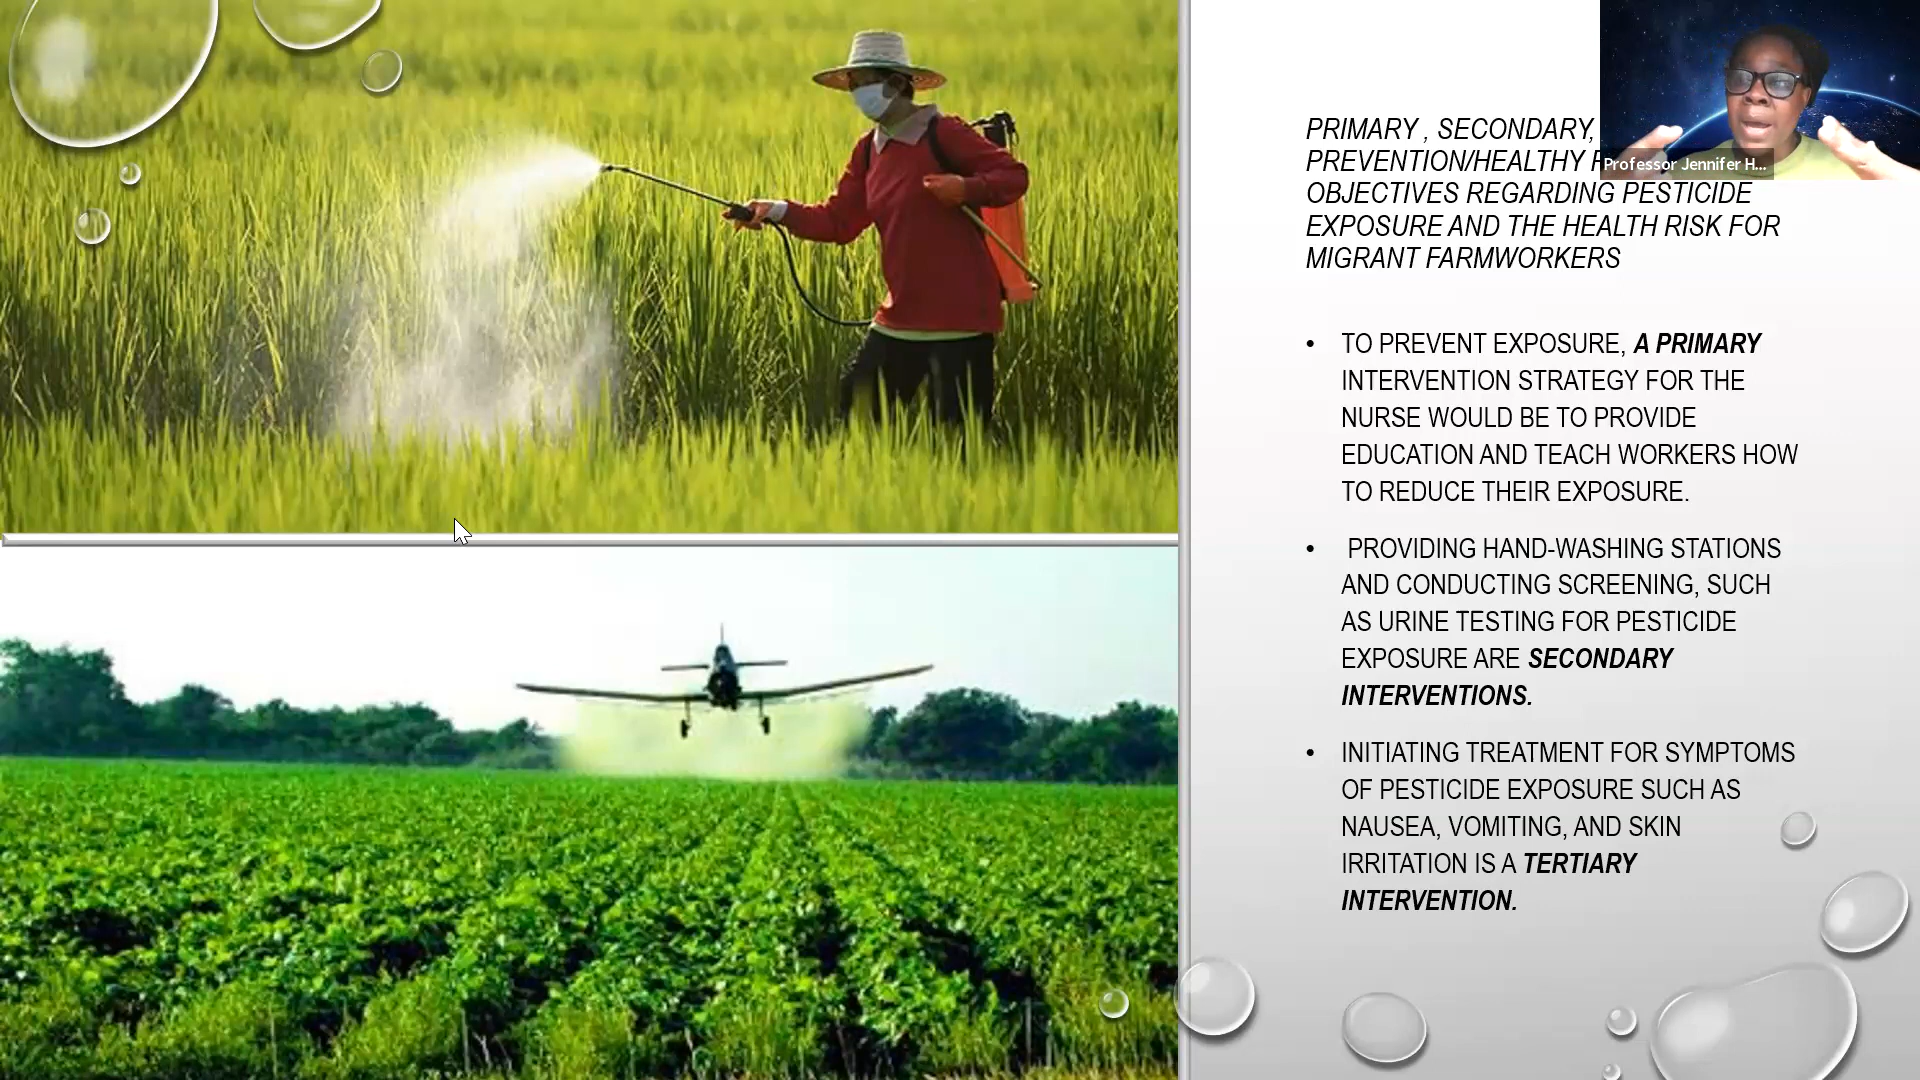 PRIMARY , SECONDARY,
PREVENTION/HEALTHY
OBJECTIVES REGARDING PESTICIDE
EXPOSURE AND THE HEALTH RISK FOR
MIGRANT FARMWORKERS
Professor Jennifer H...
• TO PREVENT EXPOSURE, A PRIMARY
INTERVENTION STRATEGY FOR THE
NURSE WOULD BE TO PROVIDE
EDUCATION AND TEACH WORKERS HOW
TO REDUCE THEIR EXPOSURE.
• PROVIDING HAND-WASHING STATIONS
AND CONDUCTING SCREENING, SUCH
AS URINE TESTING FOR PESTICIDE
EXPOSURE ARE SECONDARY
INTERVENTIONS.
• INITIATING TREATMENT FOR SYMPTOMS
OF PESTICIDE EXPOSURE SUCH AS
NAUSEA, VOMITING, AND SKIN
IRRITATION IS A TERTIARY
INTERVENTION.